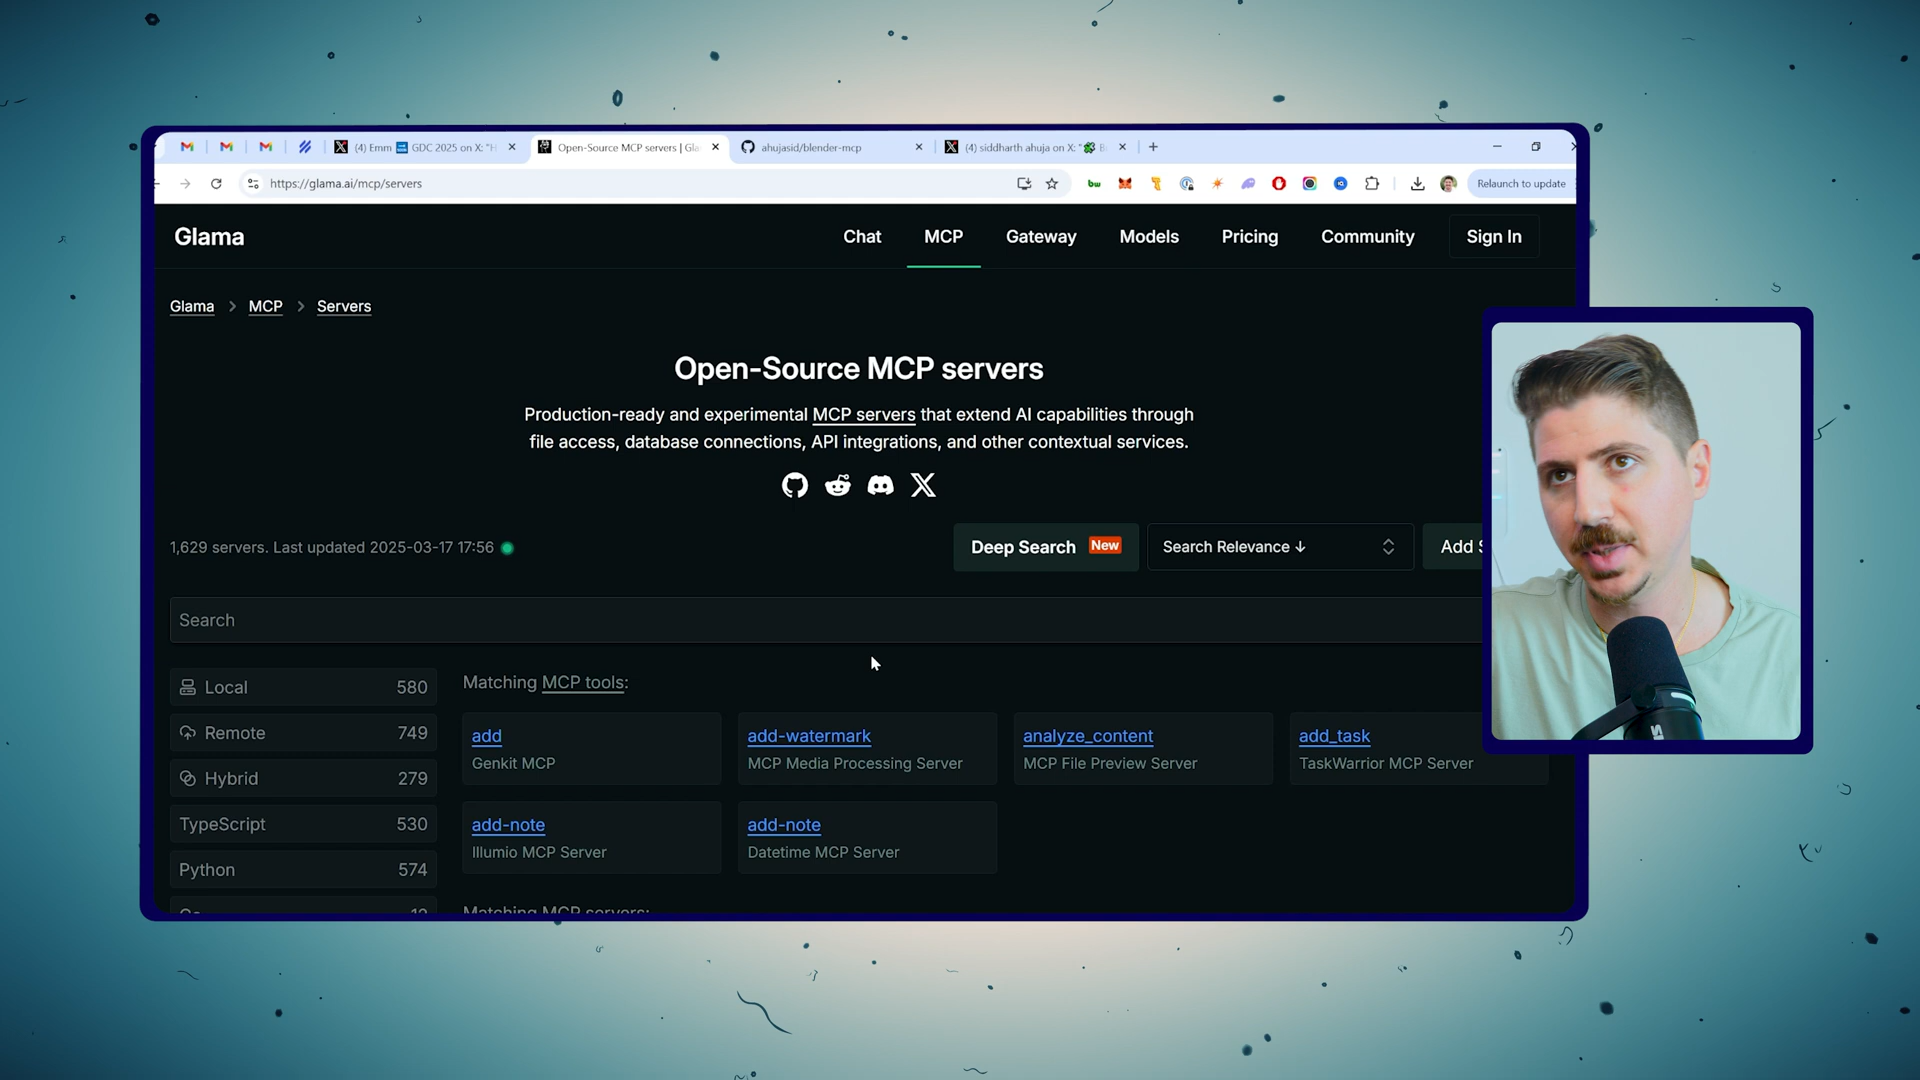 (4) Emm GDC 2025 on X: "H
Open-Source MCP servers | Gla
ahujasid/blender-mcp
(4) siddharth ahuja on X: "
https://glama.ai/mcp/servers
Relaunch to update
Glama
Chat
MCP
Gateway
Models
Pricing
Community
Sign In
Glama > MCP > Servers
Open-Source MCP servers
Production-ready and experimental MCP servers that extend AI capabilities through
file access, database connections, API integrations, and other contextual services.
1,629 servers. Last updated 2025-03-17 17:56
Deep Search New
Search Relevance ↓
Add S
Search
Local 580
Remote 749
Hybrid 279
TypeScript 530
Python 574
Matching MCP tools:
add
Genkit MCP
add-watermark
MCP Media Processing Server
analyze_content
MCP File Preview Server
add_task
TaskWarrior MCP Server
add-note
Illumio MCP Server
add-note
Datetime MCP Server
Matching MCP servers: